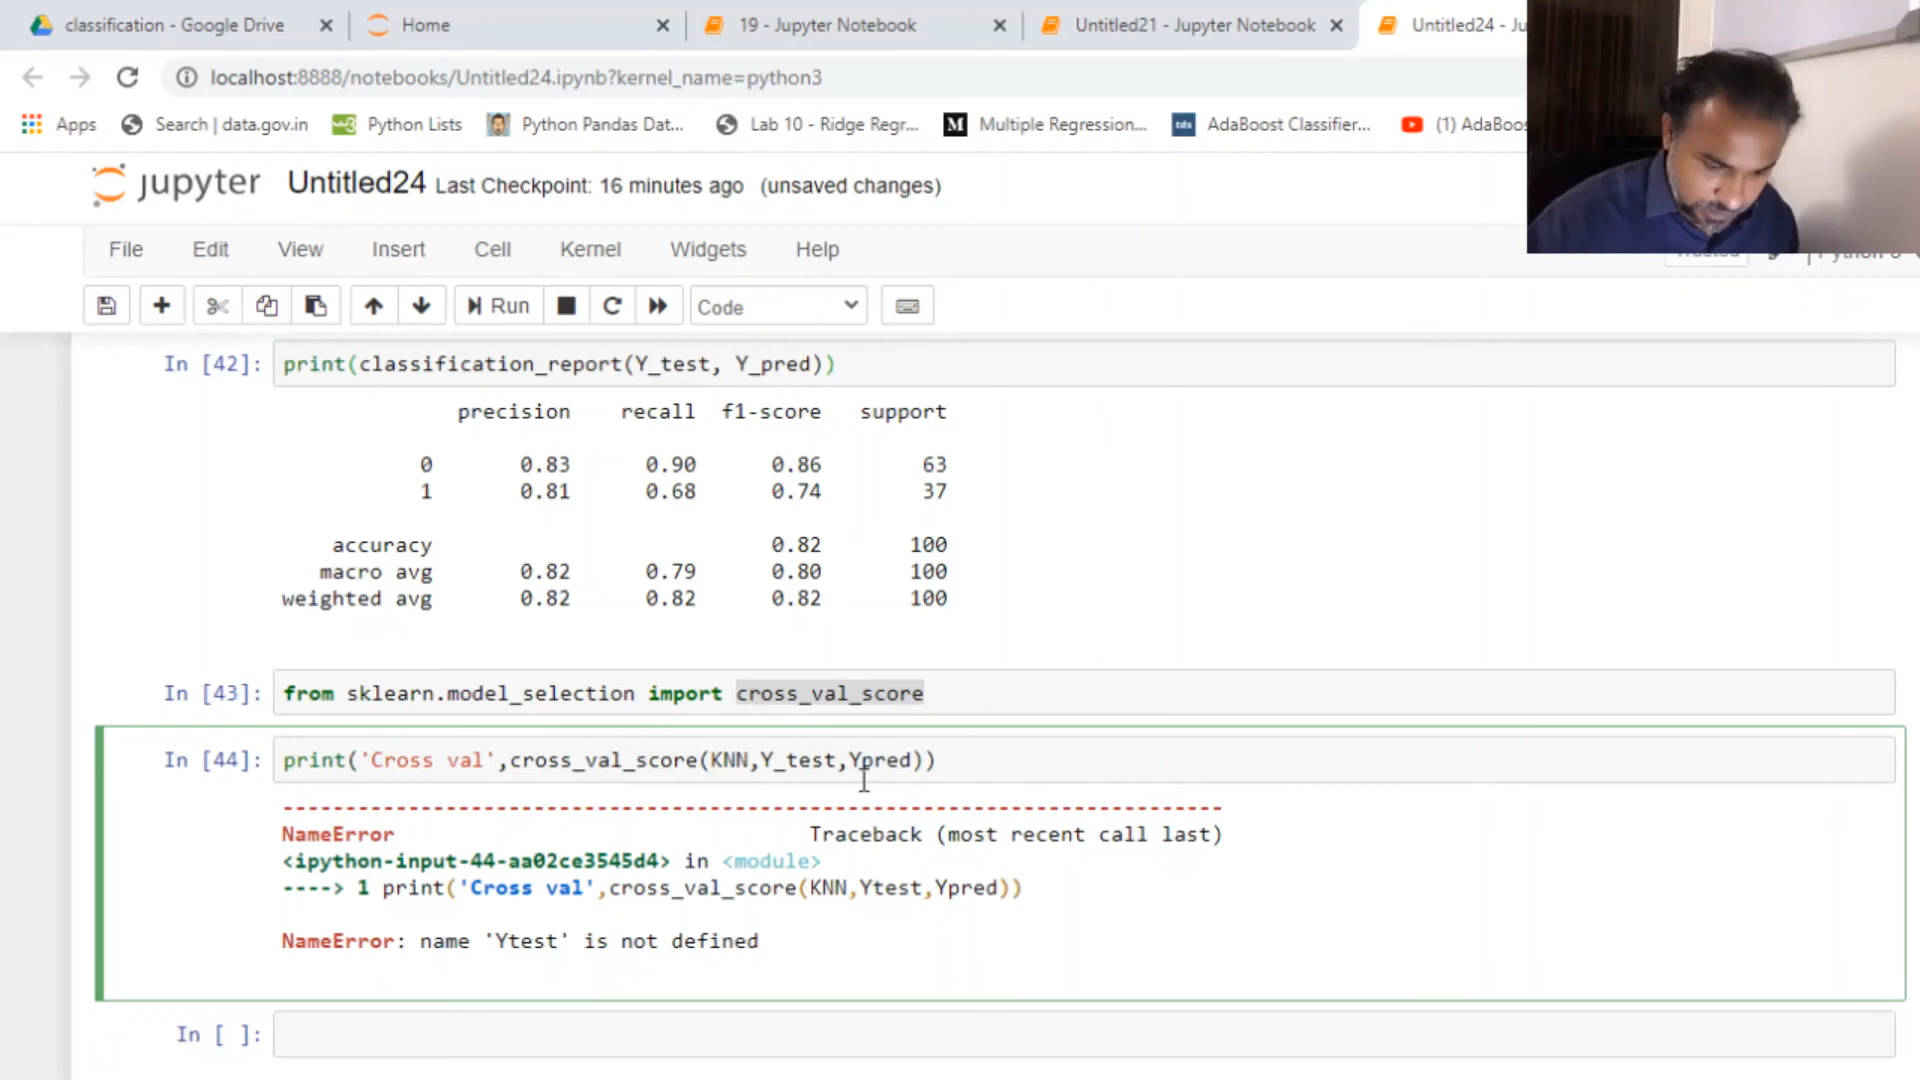 classification - Google Drive
Home
19 - Jupyter Notebook
Untitled21 - Jupyter Notebook
Untitled24 - Ju
localhost:8888/notebooks/Untitled24.ipynb?kernel_name=python3
Apps
Search | data.gov.in
Python Lists
Python Pandas Dat...
Lab 10 - Ridge Regr...
Multiple Regression...
AdaBoost Classifier...
(1) AdaBoos
jupyter Untitled24 Last Checkpoint: 16 minutes ago (unsaved changes)
File Edit View Insert Cell Kernel Widgets Help
Run Code
In [42]: print(classification_report(Y_test, Y_pred))
precision recall f1-score support
0 0.83 0.90 0.86 63
1 0.81 0.68 0.74 37
accuracy 0.82 100
macro avg 0.82 0.79 0.80 100
weighted avg 0.82 0.82 0.82 100
In [43]: from sklearn.model_selection import cross_val_score
In [44]: print('Cross val',cross_val_score(KNN,Y_test,Ypred))
---------------------------------------------------------------------------
NameError Traceback (most recent call last)
<ipython-input-44-aa02ce3545d4> in <module>
----> 1 print('Cross val',cross_val_score(KNN,Ytest,Ypred))
NameError: name 'Ytest' is not defined
In [ ]: